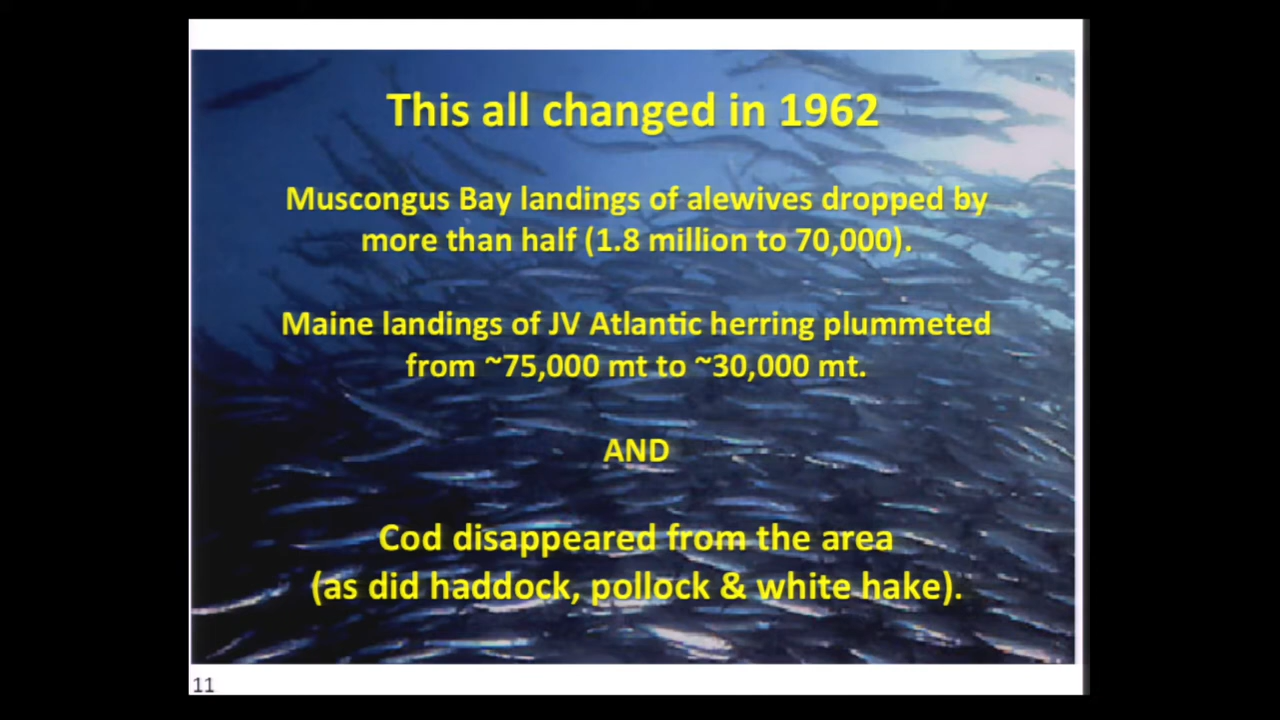 This all changed in 1962
Muscongus Bay landings of alewives dropped by
more than half (1.8 million to 70,000).
Maine landings of JV Atlantic herring plummeted
from ~75,000 mt to ~30,000 mt.
AND
Cod disappeared from the area
(as did haddock, pollock & white hake).
11